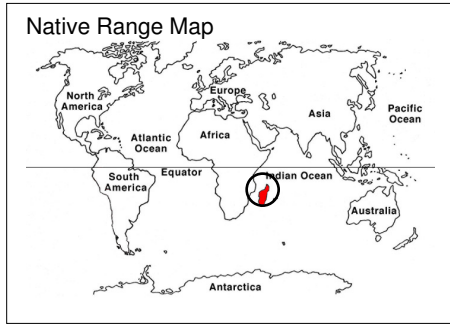 Native Range Map
North
America
Europe
Asia
Pacific
Ocean
Atlantic
Ocean
Africa
Equator
Indian Ocean
South
America
Australia
Antarctica